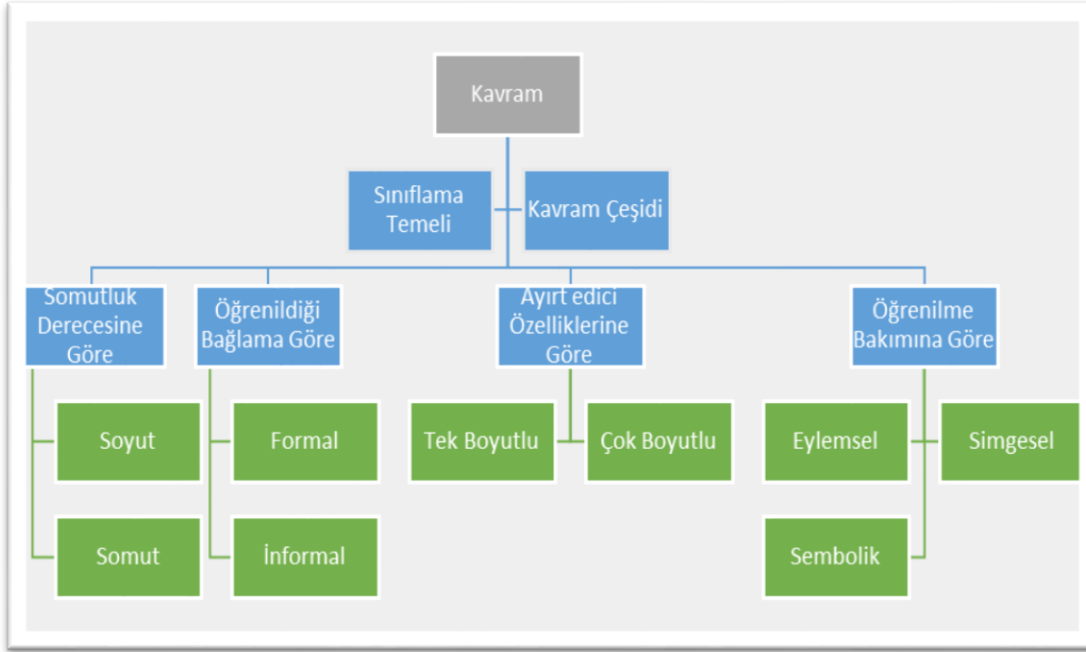 Kavram
Sınıflama
Temeli
Kavram Çeşidi
Somutluk
Derecesine
Göre
Öğrenildiği
Bağlama Göre
Ayırt edici
Özelliklerine
Göre
Öğrenilme
Bakımına Göre
Soyut
Formal
Tek Boyutlu
Çok Boyutlu
Eylemsel
Simgesel
Somut
İnformal
Sembolik